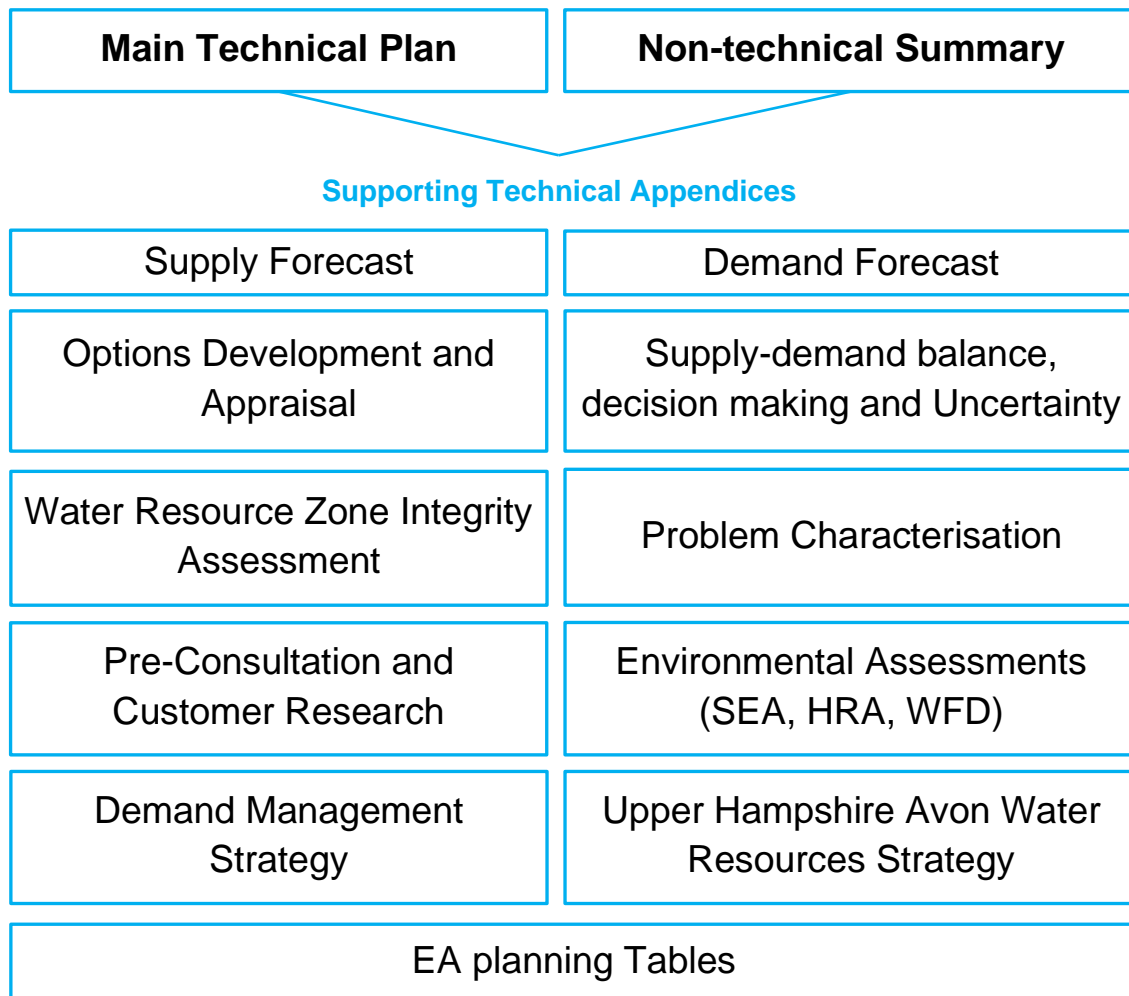 Main Technical Plan
Non-technical Summary
Supporting Technical Appendices
Supply Forecast
Demand Forecast
Options Development and
Appraisal
Supply-demand balance,
decision making and Uncertainty
Water Resource Zone Integrity
Assessment
Problem Characterisation
Pre-Consultation and
Customer Research
Environmental Assessments
(SEA, HRA, WFD)
Demand Management
Strategy
Upper Hampshire Avon Water
Resources Strategy
EA planning Tables